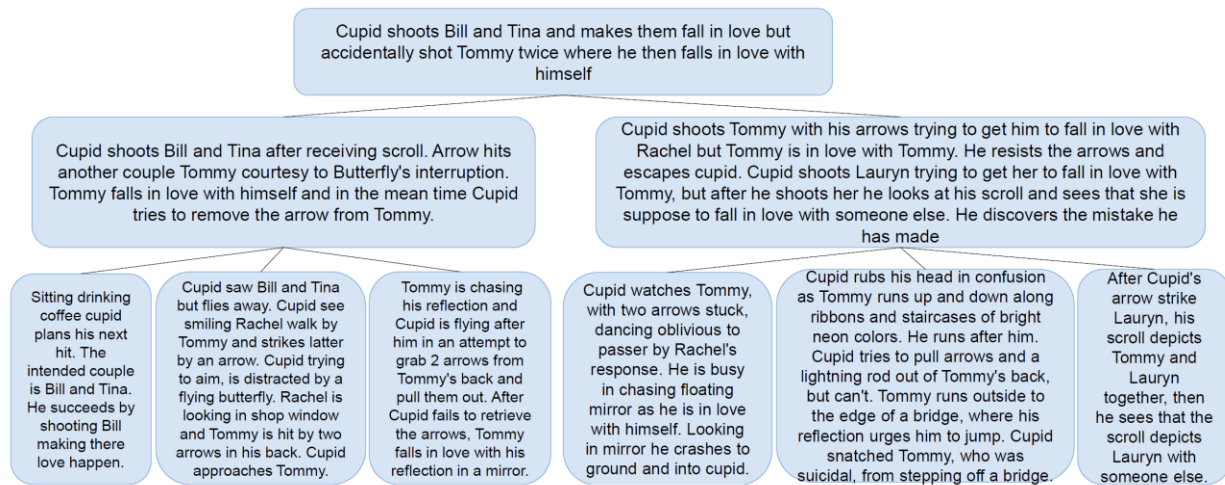 Cupid shoots Bill and Tina and makes them fall in love but
accidentally shot Tommy twice where he then falls in love with
himself
Cupid shoots Bill and Tina after receiving scroll. Arrow hits
another couple Tommy courtesy to Butterfly's interruption.
Tommy falls in love with himself and in the mean time Cupid
tries to remove the arrow from Tommy.
Cupid shoots Tommy with his arrows trying to get him to fall in love with
Rachel but Tommy is in love with Tommy. He resists the arrows and
escapes cupid. Cupid shoots Lauryn trying to get her to fall in love with
Tommy, but after he shoots her he looks at his scroll and sees that she is
suppose to fall in love with someone else. He discovers the mistake he
has made
Sitting drinking
coffee cupid
plans his next
hit. The
intended couple
is Bill and Tina.
He succeeds by
shooting Bill
making there
love happen.
Cupid saw Bill and Tina
but flies away. Cupid see
smiling Rachel walk by
Tommy and strikes latter
by an arrow. Cupid trying
to aim, is distracted by a
flying butterfly. Rachel is
looking in shop window
and Tommy is hit by two
arrows in his back. Cupid
approaches Tommy.
Tommy is chasing
his reflection and
Cupid is flying after
him in an attempt to
grab 2 arrows from
Tommy's back and
pull them out. After
Cupid fails to retrieve
the arrows, Tommy
falls in love with his
reflection in a mirror.
Cupid watches Tommy,
with two arrows stuck,
dancing oblivious to
passer by Rachel's
response. He is busy
in chasing floating
mirror as he is in love
with himself. Looking
in mirror he crashes to
ground and into cupid.
Cupid rubs his head in confusion
as Tommy runs up and down along
ribbons and staircases of bright
neon colors. He runs after him.
Cupid tries to pull arrows and a
lightning rod out of Tommy's back,
but can't. Tommy runs outside to
the edge of a bridge, where his
reflection urges him to jump. Cupid
snatched Tommy, who was
suicidal, from stepping off a bridge.
After Cupid's
arrow strike
Lauryn, his
scroll depicts
Tommy and
Lauryn
together, then
he sees that the
scroll depicts
Lauryn with
someone else.